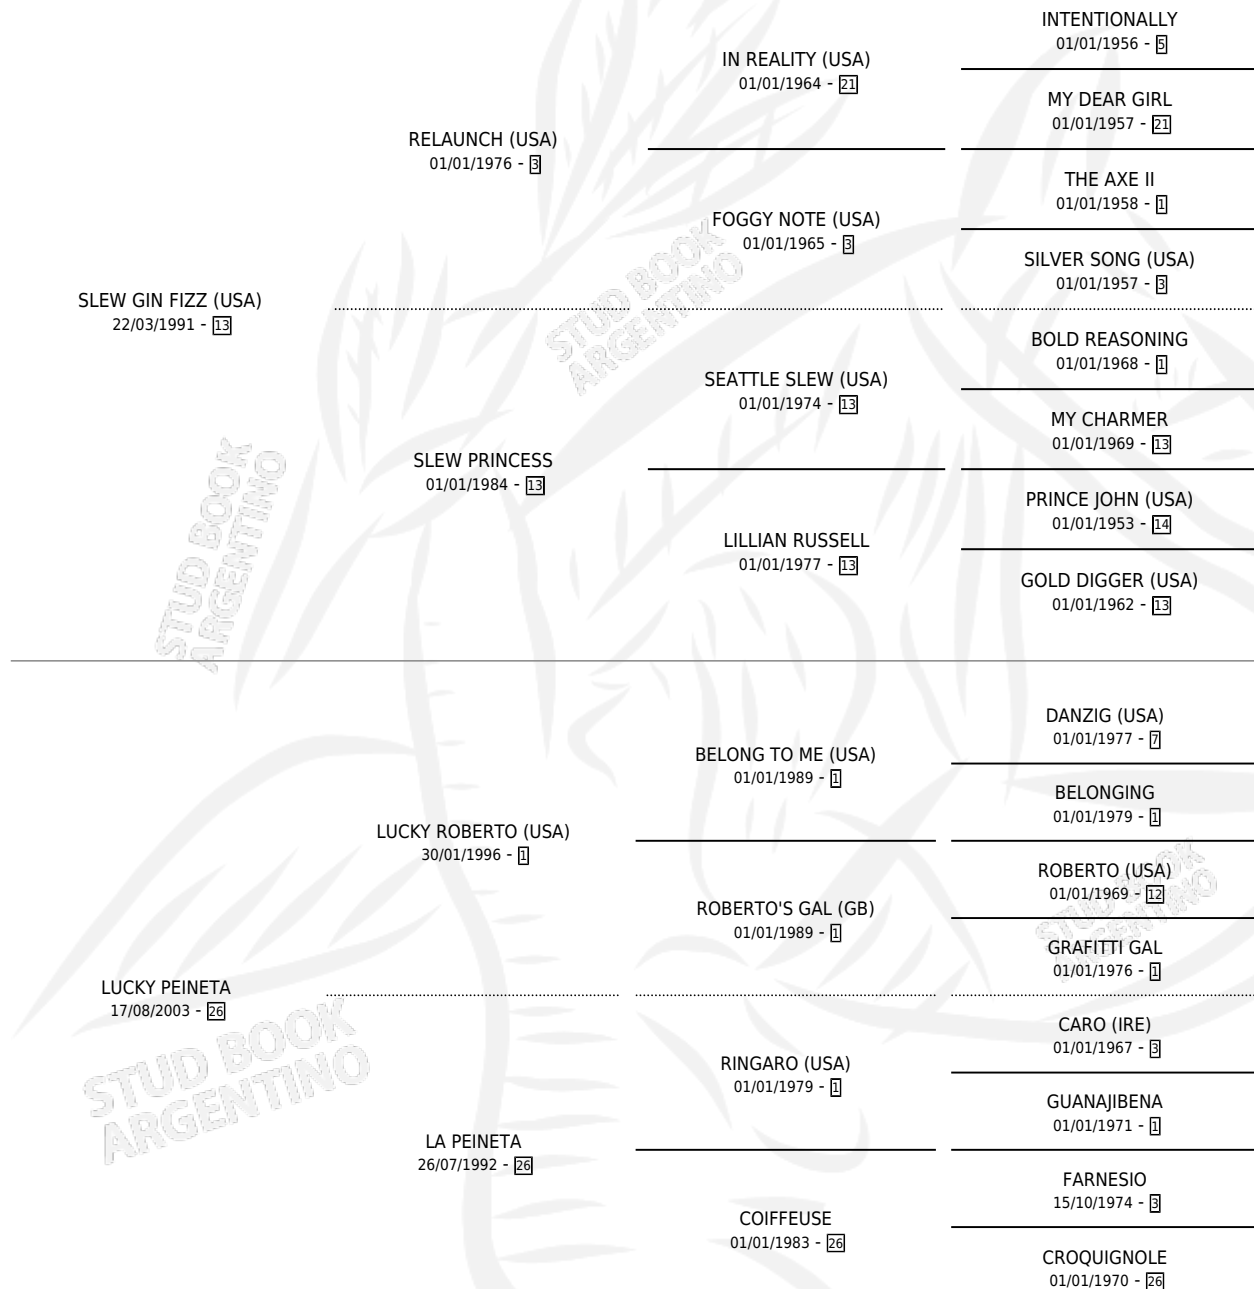 INTENTIONALLY
01/01/1956 - 5
IN REALITY (USA)
01/01/1964 - 21
MY DEAR GIRL
01/01/1957 - 21
RELAUNCH (USA)
01/01/1976 - 3
THE AXE II
01/01/1958 - 1
FOGGY NOTE (USA)
01/01/1965 - 3
SILVER SONG (USA)
01/01/1957 - 3
SLEW GIN FIZZ (USA)
22/03/1991 - 13
STUD BOOK
ARGENTINO
BOLD REASONING
01/01/1968 - 1
SEATTLE SLEW (USA)
01/01/1974 - 13
MY CHARMER
01/01/1969 - 13
SLEW PRINCESS
01/01/1984 - 13
PRINCE JOHN (USA)
01/01/1953 - 14
LILLIAN RUSSELL
01/01/1977 - 13
GOLD DIGGER (USA)
01/01/1962 - 13
STUD BOOK
ARGENTINO
DANZIG (USA)
01/01/1977 - 7
BELONG TO ME (USA)
01/01/1989 - 1
BELONGING
01/01/1979 - 1
LUCKY ROBERTO (USA)
30/01/1996 - 1
ROBERTO (USA)
01/01/1969 - 12
ROBERTO'S GAL (GB)
01/01/1989 - 1
GRAFITTI GAL
01/01/1976 - 1
STUD BOOK
ARGENTINO
LUCKY PEINETA
17/08/2003 - 26
CARO (IRE)
01/01/1967 - 3
RINGARO (USA)
01/01/1979 - 1
GUANAJIBENA
01/01/1971 - 1
STUD BOOK
ARGENTINO
LA PEINETA
26/07/1992 - 26
FARNESIO
15/10/1974 - 3
COIFFEUSE
01/01/1983 - 26
CROQUIGNOLE
01/01/1970 - 26